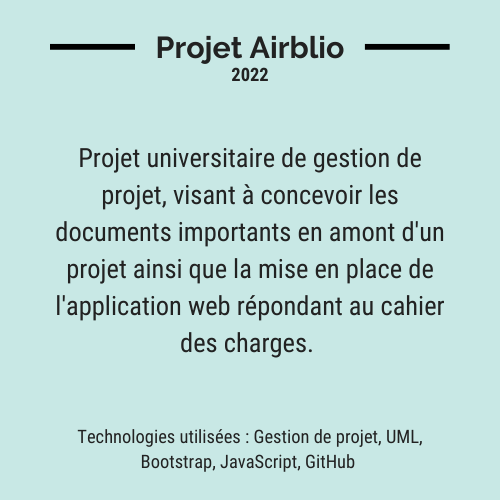 Projet Airblio
2022
Projet universitaire de gestion de
projet, visant à concevoir les
documents importants en amont d'un
projet ainsi que la mise en place de
l'application web répondant au cahier
des charges.
Technologies utilisées : Gestion de projet, UML,
Bootstrap, JavaScript, GitHub